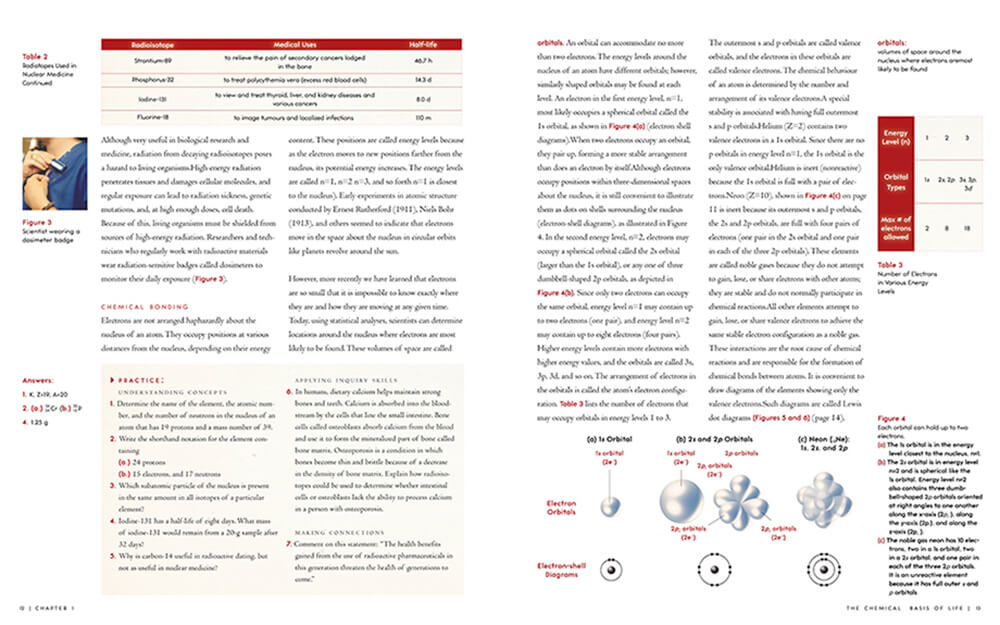 Table 2
Radiotopes Used in
Nuclear Medicine
Continued
Radioisotope Medical Uses Half-life
Strontium-89 to relieve the pain of secondary cancers lodged in the bone 46.7 h
Phosphorus-32 to treat polycythemia vera (excess red blood cells) 14.3 d
Iodine-131 to view and treat thyroid, liver, and kidney diseases and various cancers 8.0 d
Fluorine-18 to image tumours and localized infections 110 m
Figure 3
Scientist wearing a
dosimeter badge
Although very useful in biological research and
medicine, radiation from decaying radioisotopes poses
a hazard to living organisms.High-energy radiation
penetrates tissues and damages cellular molecules, and
regular exposure can lead to radiation sickness, genetic
mutations, and, at high enough doses, cell death.
Because of this, living organisms must be shielded from
sources of high-energy radiation. Researchers and tech-
nicians who regularly work with radioactive materials
wear radiation-sensitive badges called dosimeters to
monitor their daily exposure (Figure 3).
CHEMICAL BONDING
Electrons are not arranged haphazardly about the
nucleus of an atom. They occupy positions at various
distances from the nucleus, depending on their energy
content. These positions are called energy levels because
as the electron moves to new positions farther from the
nucleus, its potential energy increases. The energy levels
are called n=1, n=2 n=3, and so forth n=1 is closest
to the nucleus). Early experiments in atomic structure
conducted by Ernest Rutherford (1911), Niels Bohr
(1913), and others seemed to indicate that electrons
move in the space about the nucleus in circular orbits
like planets revolve around the sun.
However, more recently we have learned that electrons
are so small that it is impossible to know exactly where
they are and how they are moving at any given time.
Today, using statistical analyses, scientists can determine
locations around the nucleus where electrons are most
likely to be found. These volumes of space are called
Answers:
1. K, Z=19, A=20
4. 1.25 g
PRACTICE:
UNDERSTANDING CONCEPTS
1. Determine the name of the element, the atomic num-
ber, and the number of neutrons in the nucleus of an
atom that has 19 protons and a mass number of 39.
2. Write the shorthand notation for the element con-
taining
(a.) 24 protons
(b.) 15 electrons, and 17 neutrons
3. Which subatomic particle of the nucleus is present
in the same amount in all isotopes of a particular
element?
4. Iodine-131 has a half-life of eight days. What mass
of iodine-131 would remain from a 20-g sample after
32 days?
5. Why is carbon-14 useful in radioactive dating, but
not as useful in nuclear medicine?
APPLYING INQUIRY SKILLS
6. In humans, dietary calcium helps maintain strong
bones and teeth. Calcium is absorbed into the blood-
stream by the cells that line the small intestine. Bone
cells called osteoblasts absorb calcium from the blood
and use it to form the mineralized part of bone called
bone matrix. Osteoporosis is a condition in which
bones become thin and brittle because of a decrease
in the density of bone matrix. Explain how radioiso-
topes could be used to determine whether intestinal
cells or osteoblasts lack the ability to process calcium
in a person with osteoporosis.
MAKING CONNECTIONS
7. Comment on this statement: "The health benefits
gained from the use of radioactive pharmaceuticals in
this generation threaten the health of generations to
come."
12 | CHAPTER 1
orbitals. An orbital can accommodate no more
than two electrons. The energy levels around the
nucleus of an atom have different orbitals; however,
similarly shaped orbitals may be found at each
level. An electron in the first energy level, n=1,
most likely occupies a spherical orbital called the
1s orbital, as shown in Figure 4(a) (electron shell
diagrams).When two electrons occupy an orbital,
they pair up, forming a more stable arrangement
than does an electron by itself.Although electrons
occupy positions within three-dimensional spaces
about the nucleus, it is still convenient to illustrate
them as dots on shells surrounding the nucleus
(electron-shell diagrams), as illustrated in Figure
4. In the second energy level, n=2, electrons may
occupy a spherical orbital called the 2s orbital
(larger than the 1s orbital), or any one of three
dumbbell-shaped 2p orbitals, as depicted in
Figure 4(b). Since only two electrons can occupy
the same orbital, energy level n=1 may contain up
to two electrons (one pair), and energy level n=2
may contain up to eight electrons (four pairs).
Higher energy levels contain more electrons with
higher energy values, and the orbitals are called 3s,
3p, 3d, and so on. The arrangement of electrons in
the orbitals is called the atom's electron configu-
ration. Table 3 lists the number of electrons that
may occupy orbitals in energy levels 1 to 3.
The outermost s and p orbitals are called valence
orbitals, and the electrons in these orbitals are
called valence electrons. The chemical behaviour
of an atom is determined by the number and
arrangement of its valence electrons.A special
stability is associated with having full outermost
s and p orbitals.Helium (Z=2) contains two
valence electrons in a 1s orbital. Since there are no
p orbitals in energy level n=1, the 1s orbital is the
only valence orbital.Helium is inert (nonreactive)
because the 1s orbital is full with a pair of elec-
trons.Neon (Z=10), shown in Figure 4(c) on page
11 is inert because its outermost s and p orbitals,
the 2s and 2p orbitals, are full with four pairs of
electrons (one pair in the 2s orbital and one pair
in each of the three 2p orbitals). These elements
are called noble gases because they do not attempt
to gain, lose, or share electrons with other atoms;
they are stable and do not normally participate in
chemical reactions.All other elements attempt to
gain, lose, or share valence electrons to achieve the
same stable electron configuration as a noble gas.
These interactions are the root cause of chemical
reactions and are responsible for the formation of
chemical bonds between atoms. It is convenient to
draw diagrams of the elements showing only the
valence electrons.Such diagrams are called Lewis
dot diagrams (Figures 5 and 6) (page 14).
orbitals:
volumes of space around the
nucleus where electrons aremost
likely to be found
Energy Level (n) 1 2 3
Orbital Types 1s 2s, 2p 3s, 3p, 3d
Max # of electrons allowed 2 8 18
Table 3
Number of Electrons
in Various Energy
Levels
(a) 1s Orbital
(b) 2s and 2p Orbitals
(c) Neon (₁₀Ne):
1s, 2s, and 2p
1s orbital
(2e⁻)
1s orbital
(2e⁻)
2p orbitals
2p, orbitals
(2e⁻)
2p, orbitals
(2e⁻)
2p, orbitals
(2e⁻)
Electron
Orbitals
Electron-shell
Diagrams
Figure 4
Each orbital can hold up to two
electrons.
(a) The 1s orbital is in the energy
level closest to the nucleus, n=1.
(b) The 2s orbital is in energy level
n=2 and is spherical like the
1s orbital. Energy level n=2
also contains three dumb-
bell-shaped 2p orbitals oriented
at right angles to one another
along the x-axis (2p, ), along
the y-axis (2p,), and along the
z-axis (2p, ).
(c) The noble gas neon has 10 elec-
trons, two in a 1s orbital, two
in a 2s orbital, and one pair in
each of the three 2p orbitals.
It is an unreactive element
because it has full outer s and
p orbitals
THE CHEMICAL BASIS OF LIFE | 13